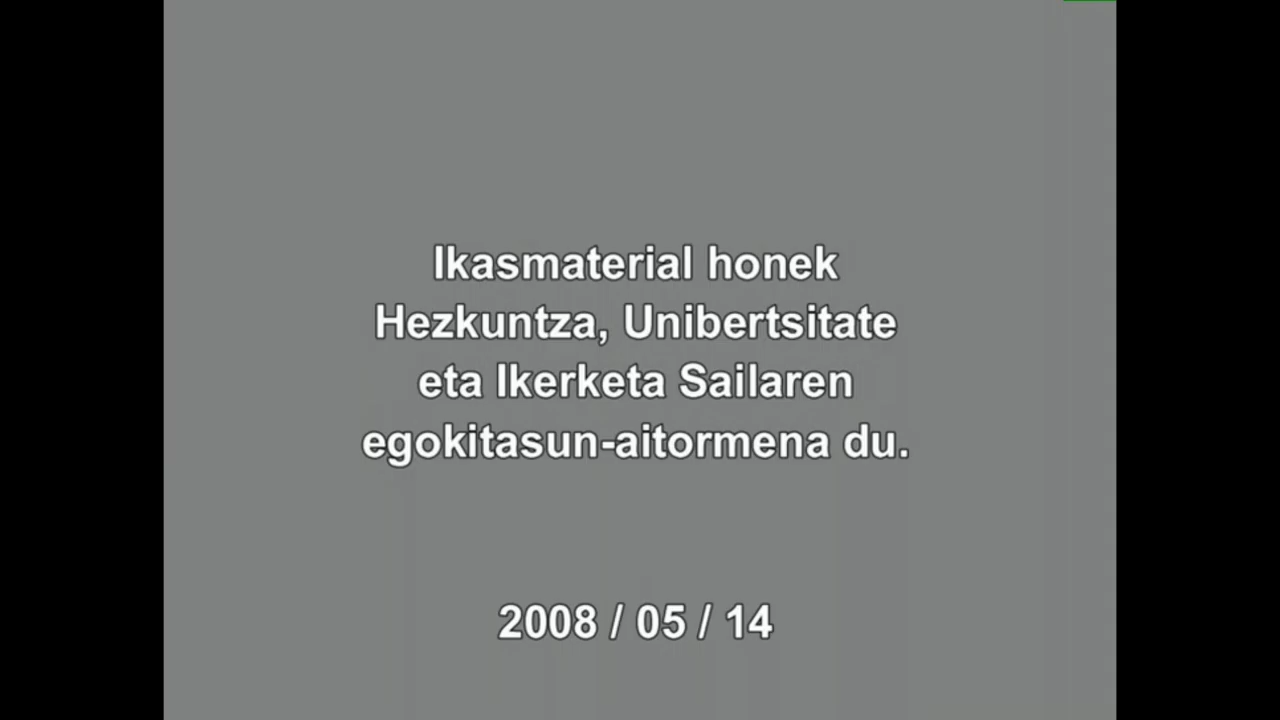 Ikasmaterial honek
Hezkuntza, Unibertsitate
eta Ikerketa Sailaren
egokitasun-aitormena du.
2008 / 05 / 14